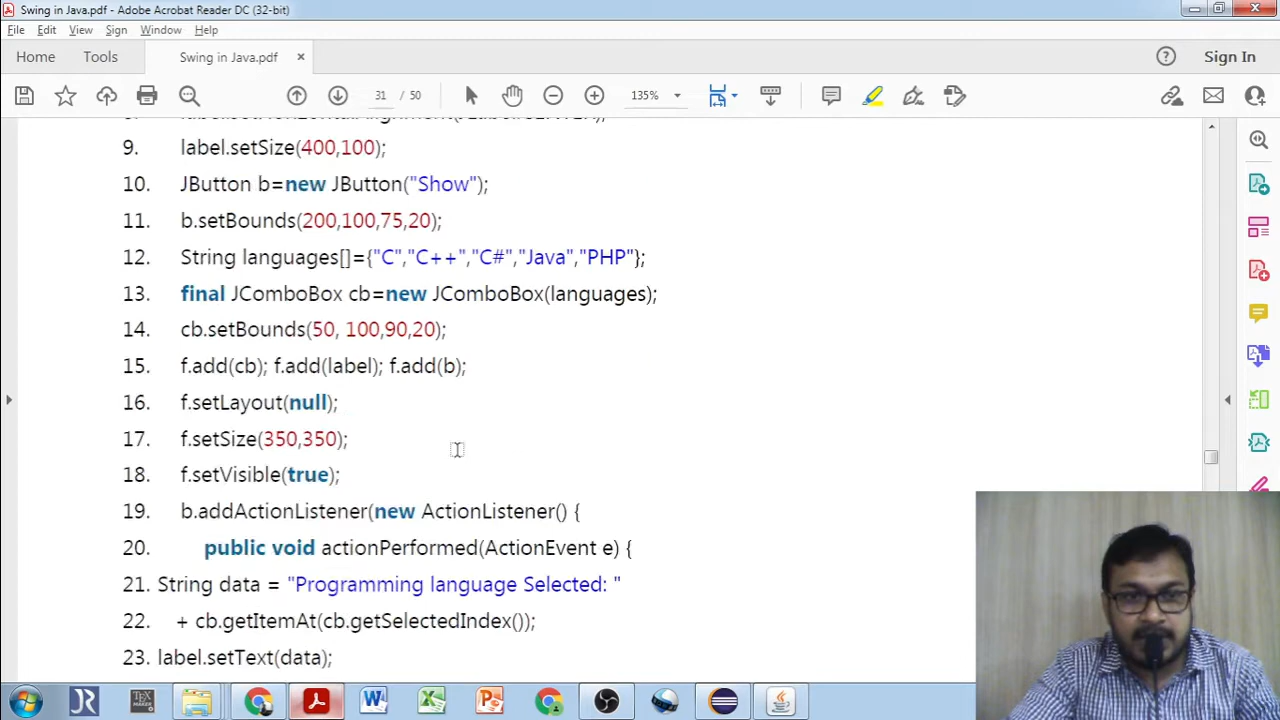 Swing in Java.pdf - Adobe Acrobat Reader DC (32-bit)
File Edit View Sign Window Help
Home Tools Swing in Java.pdf × Sign In
31 / 50 135%
9. label.setSize(400,100);
10. JButton b=new JButton("Show");
11. b.setBounds(200,100,75,20);
12. String languages[]={"C","C++","C#","Java","PHP"};
13. final JComboBox cb=new JComboBox(languages);
14. cb.setBounds(50, 100,90,20);
15. f.add(cb); f.add(label); f.add(b);
16. f.setLayout(null);
17. f.setSize(350,350);
18. f.setVisible(true);
19. b.addActionListener(new ActionListener() {
20. public void actionPerformed(ActionEvent e) {
21. String data = "Programming language Selected: "
22. + cb.getItemAt(cb.getSelectedIndex());
23. label.setText(data);